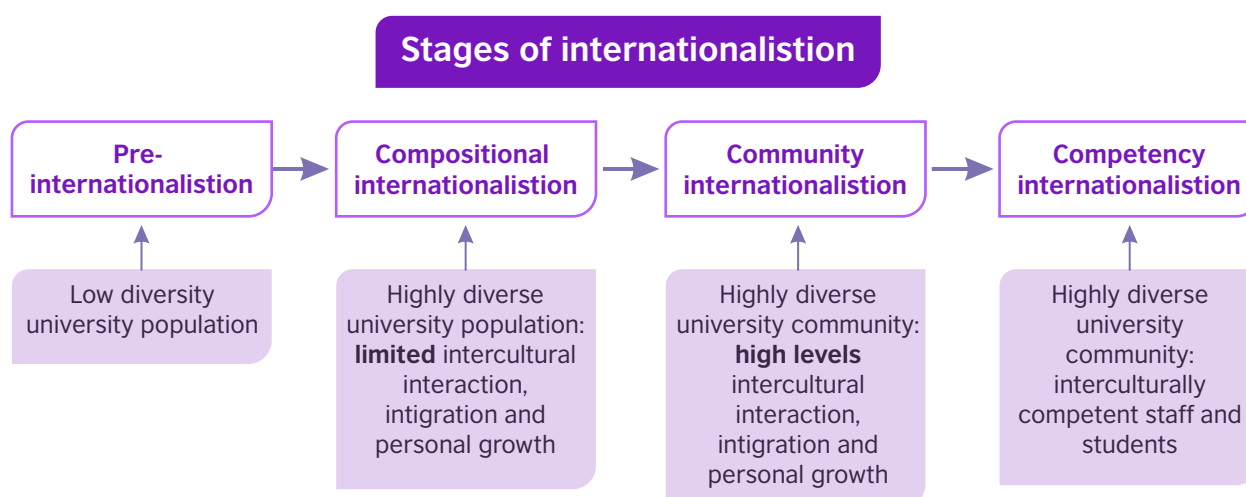 Stages of internationalistion
Pre-
internationalistion
Compositional
internationalistion
Community
internationalistion
Competency
internationalistion
Low diversity
university population
Highly diverse
university population:
limited intercultural
interaction,
intigration and
personal growth
Highly diverse
university community:
high levels
intercultural
interaction,
intigration and
personal growth
Highly diverse
university
community:
interculturally
competent staff and
students